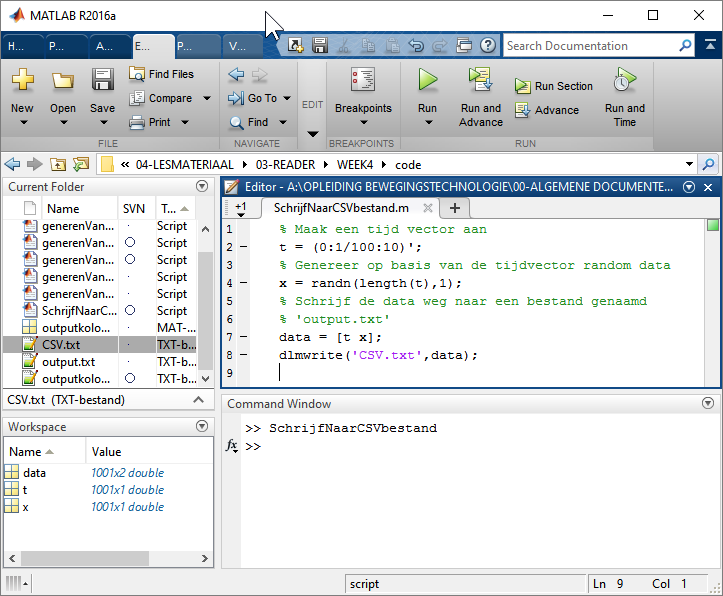 MATLAB R2016a
H... P... A... E... P... V... Search Documentation
New Open Save Find Files Compare Print
FILE
Go To Find
NAVIGATE
EDIT
Breakpoints
BREAKPOINTS
Run Run and Advance Run Section Advance Run and Time
RUN
« 04-LESMATERIAAL 03-READER WEEK4 code
Current Folder
Name SVN T...
generenVan... Script
generenVan... Script
generenVan... Script
generenVan... Script
generenVan... Script
SchrijfNaarC... Script
outputkolo... MAT-...
CSV.txt TXT-b...
output.txt TXT-b...
outputkolo... TXT-b...
CSV.txt (TXT-bestand)
Workspace
Name Value
data 1001x2 double
t 1001x1 double
x 1001x1 double
Editor - A:\OPLEIDING BEWEGINGSTECHNOLOGIE\00-ALGEMENE DOCUMENTE...
+1 SchrijfNaarCSVbestand.m +
1 % Maak een tijd vector aan
2 – t = (0:1/100:10)';
3 % Genereer op basis van de tijdvector random data
4 – x = randn(length(t),1);
5 % Schrijf de data weg naar een bestand genaamd
6 % 'output.txt'
7 – data = [t x];
8 – dlmwrite('CSV.txt',data);
9
Command Window
>> SchrijfNaarCSVbestand
fx >>
script Ln 9 Col 1